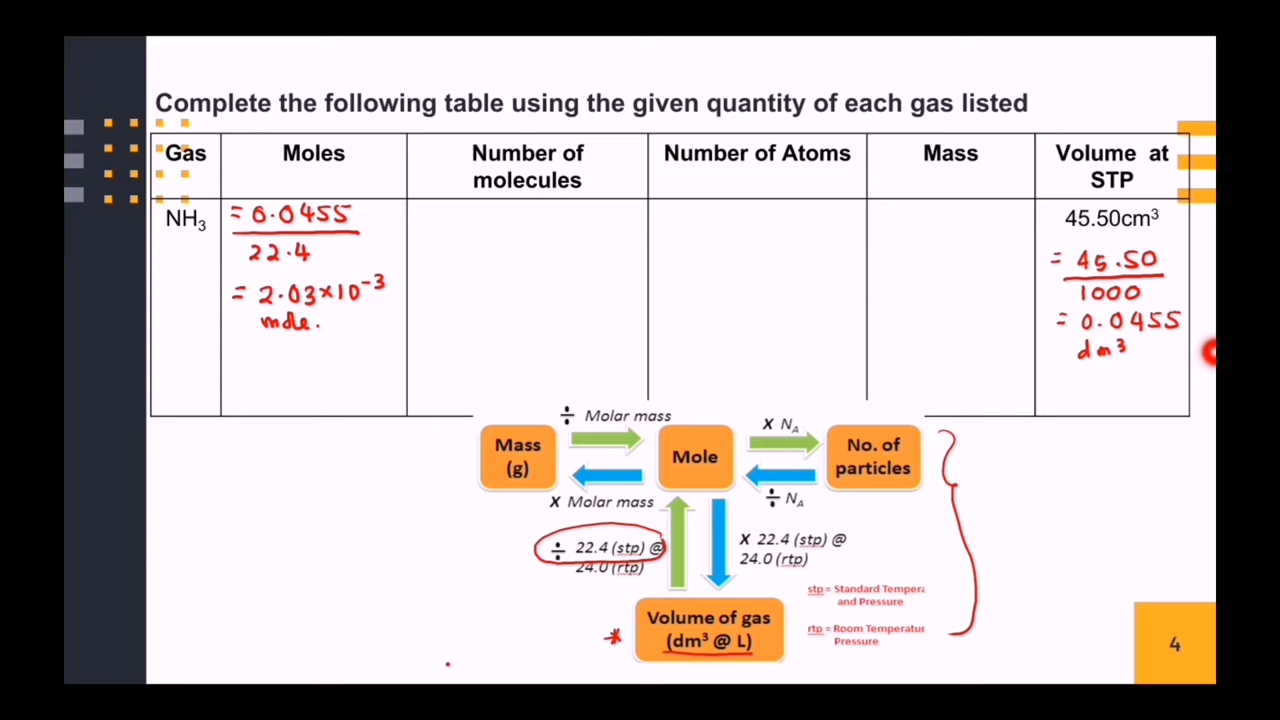 Complete the following table using the given quantity of each gas listed
Gas
Moles
Number of molecules
Number of Atoms
Mass
Volume at STP
NH₃
= 0.0455
22.4
= 2.03×10⁻³
mole.
45.50cm³
= 45.50
1000
= 0.0455
dm³
÷ Molar mass
X N_A
Mass
(g)
Mole
No. of
particles
X Molar mass
÷ N_A
÷ 22.4 (stp) @
24.0 (rtp)
X 22.4 (stp) @
24.0 (rtp)
stp = Standard Tempera
and Pressure
rtp = Room Temperatur
Pressure
* Volume of gas
(dm³ @ L)
4